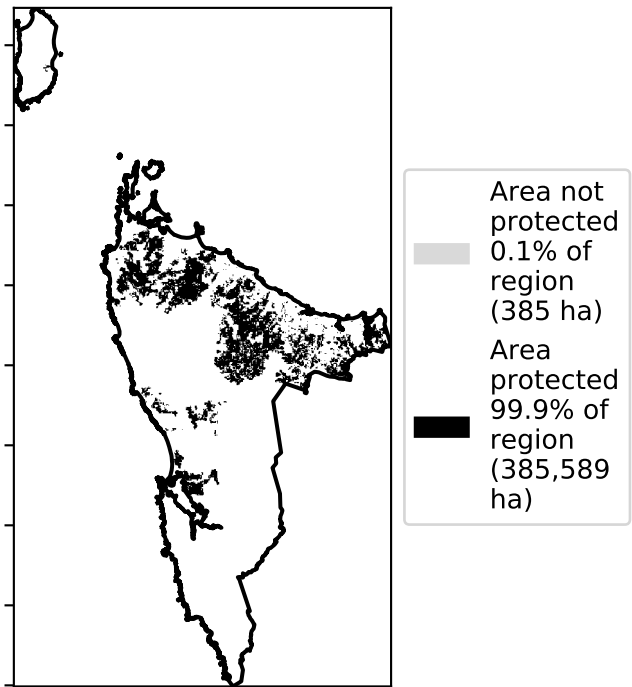 Area not
protected
0.1% of
region
(385 ha)
Area
protected
99.9% of
region
(385,589
ha)